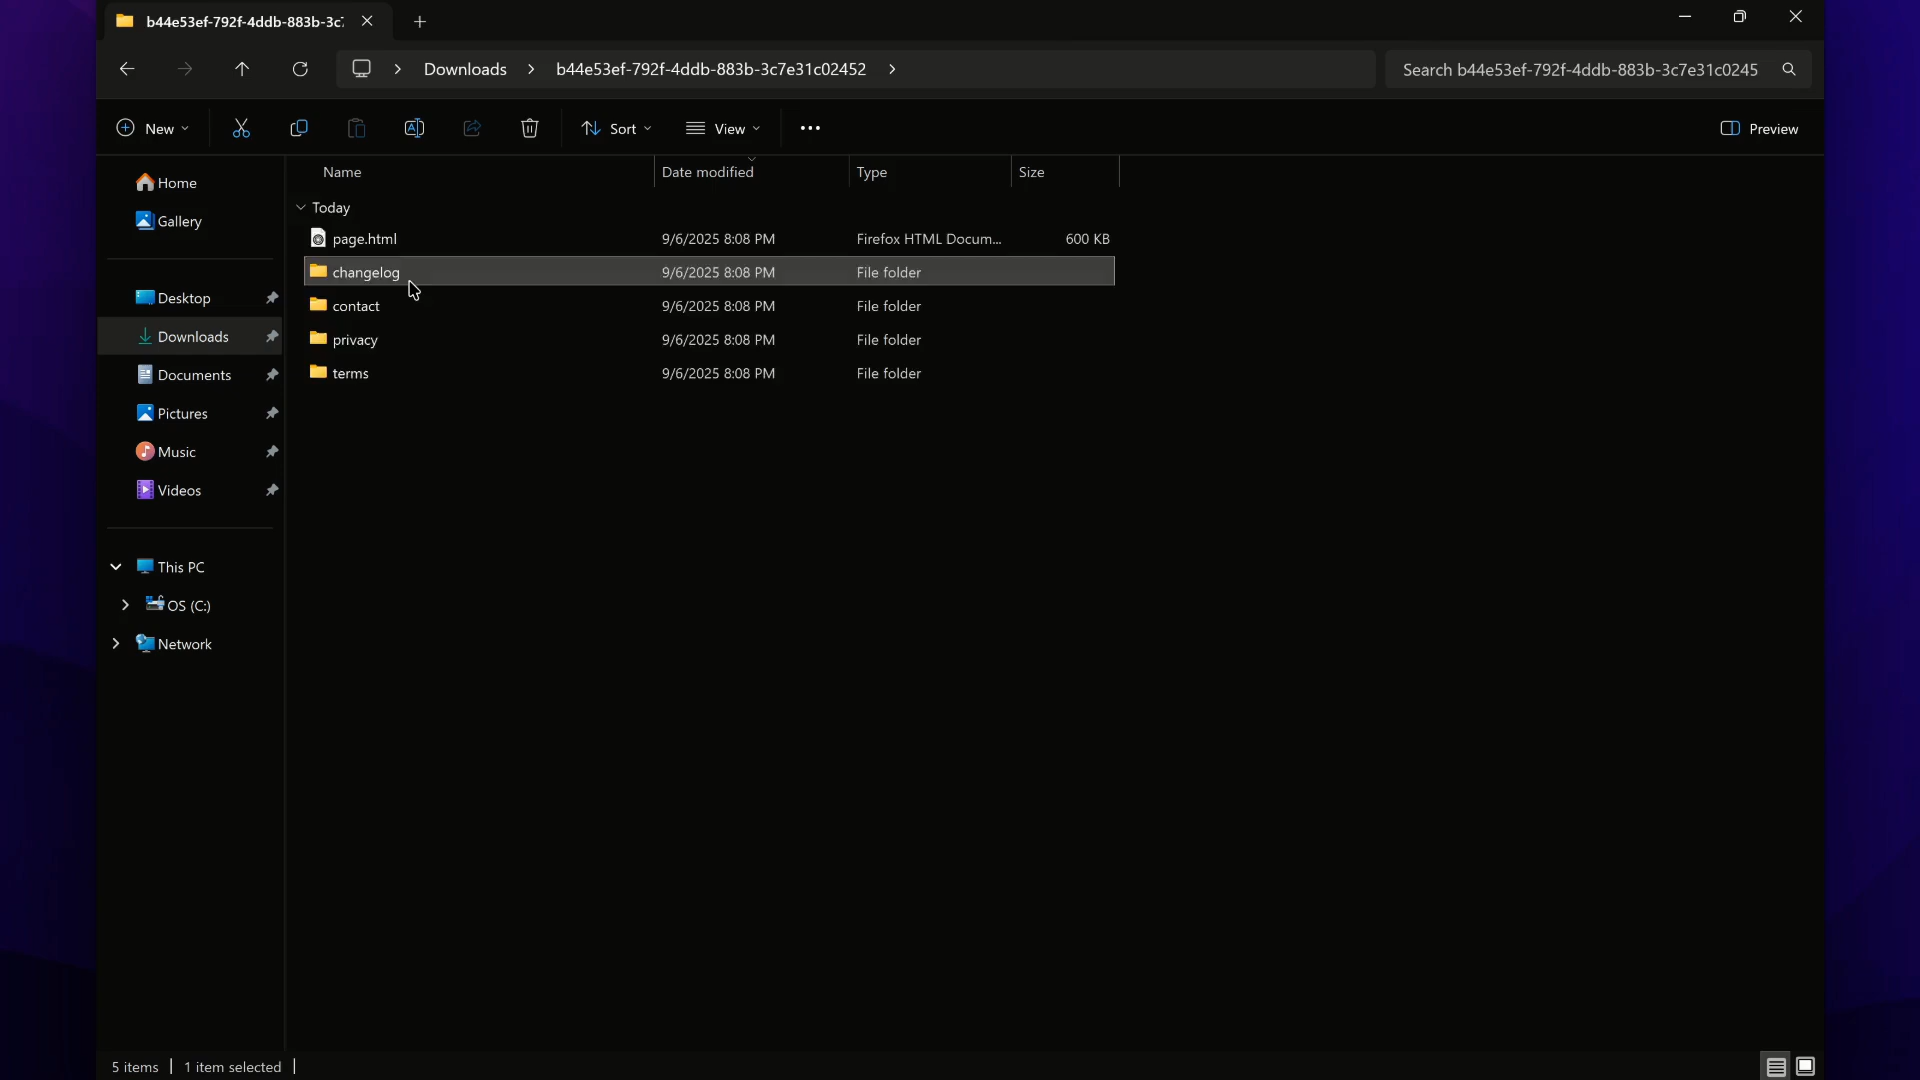 b44e53ef-792f-4ddb-883b-3c
Downloads b44e53ef-792f-4ddb-883b-3c7e31c02452 Search b44e53ef-792f-4ddb-883b-3c7e31c0245
New Sort View Preview
Name Date modified Type Size
Home
Gallery
Desktop
Downloads
Documents
Pictures
Music
Videos
This PC
OS (C:)
Network
Today
page.html 9/6/2025 8:08 PM Firefox HTML Docum... 600 KB
changelog 9/6/2025 8:08 PM File folder
contact 9/6/2025 8:08 PM File folder
privacy 9/6/2025 8:08 PM File folder
terms 9/6/2025 8:08 PM File folder
5 items 1 item selected